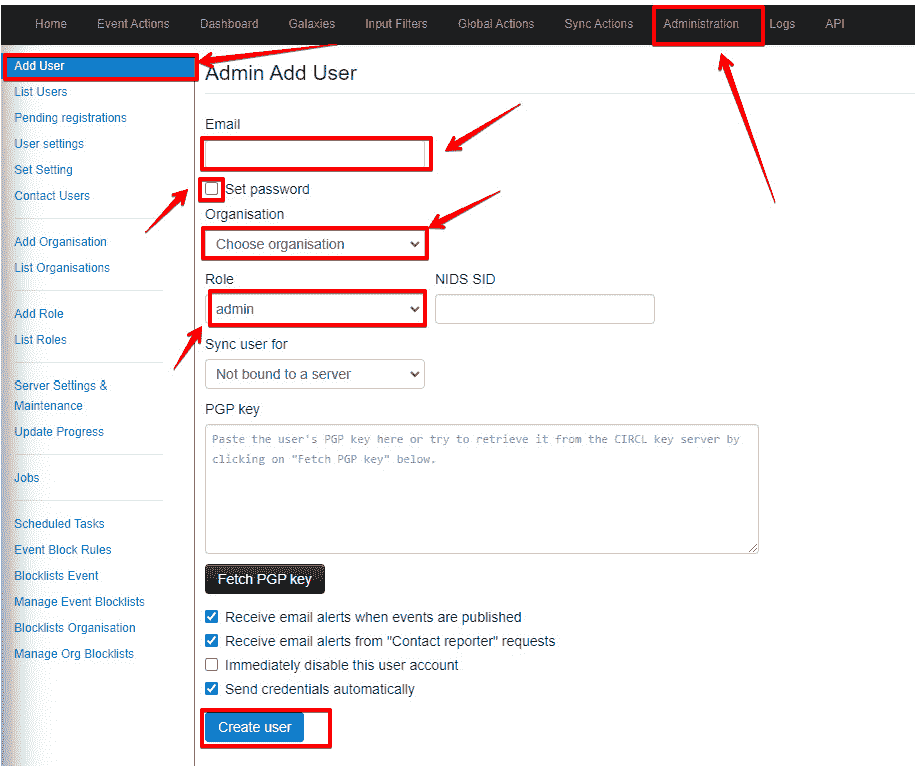 Home Event Actions Dashboard Galaxies Input Filters Global Actions Sync Actions Administration Logs API
Add User
List Users
Pending registrations
User settings
Set Setting
Contact Users
Add Organisation
List Organisations
Add Role
List Roles
Server Settings &
Maintenance
Update Progress
Jobs
Scheduled Tasks
Event Block Rules
Blocklists Event
Manage Event Blocklists
Blocklists Organisation
Manage Org Blocklists
Admin Add User
Email
Set password
Organisation
Choose organisation
Role NIDS SID
admin
Sync user for
Not bound to a server
PGP key
Paste the user's PGP key here or try to retrieve it from the CIRCL key server by
clicking on "Fetch PGP key" below.
Fetch PGP key
Receive email alerts when events are published
Receive email alerts from "Contact reporter" requests
Immediately disable this user account
Send credentials automatically
Create user